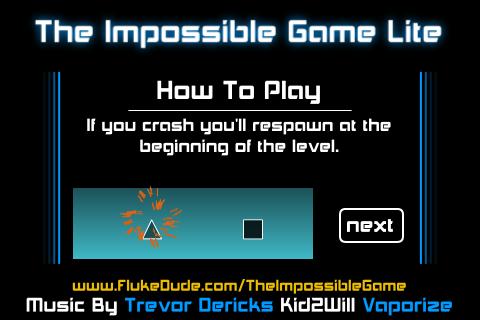 The Impossible Game Lite
How To Play
If you crash you'll respawn at the
beginning of the level.
next
www.FlukeDude.com/TheImpossibleGame
Music By Trevor Dericks Kid2Will Vaporize